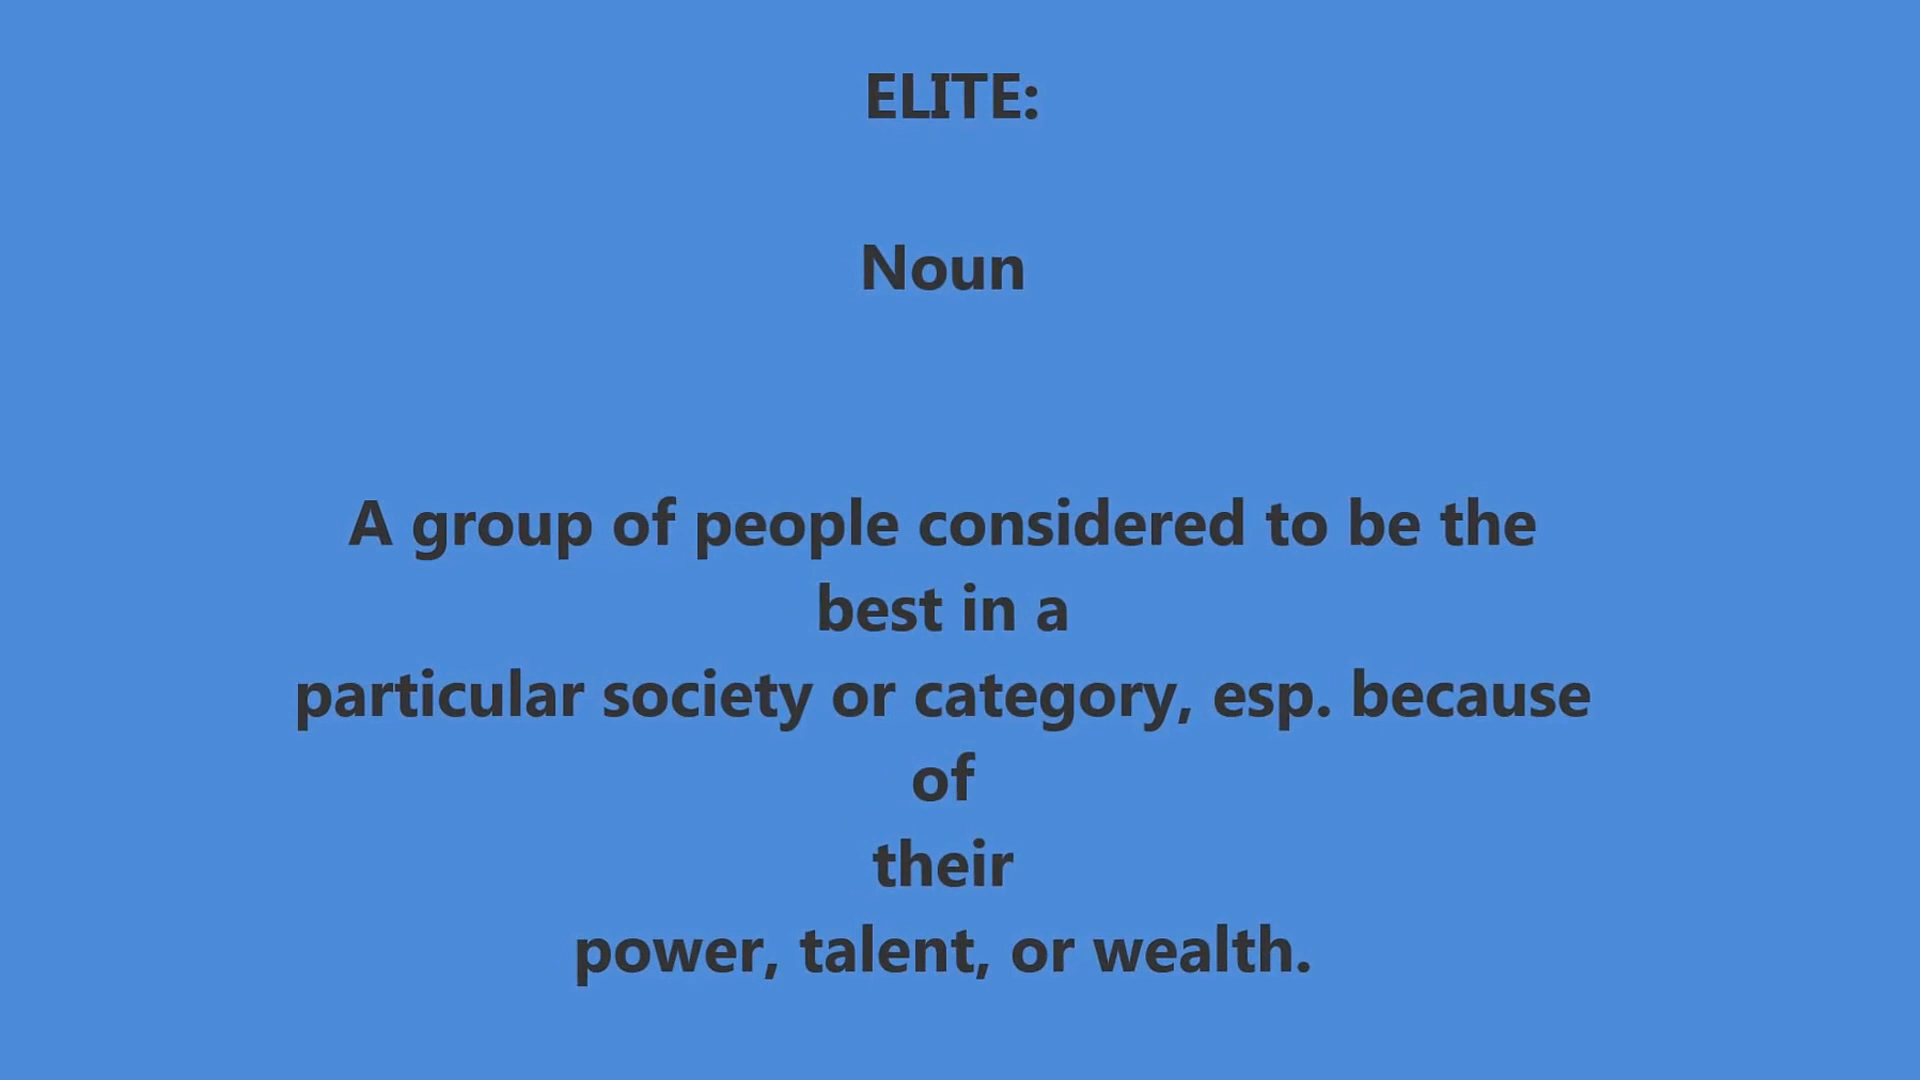 ELITE:
Noun
A group of people considered to be the
best in a
particular society or category, esp. because
of
their
power, talent, or wealth.